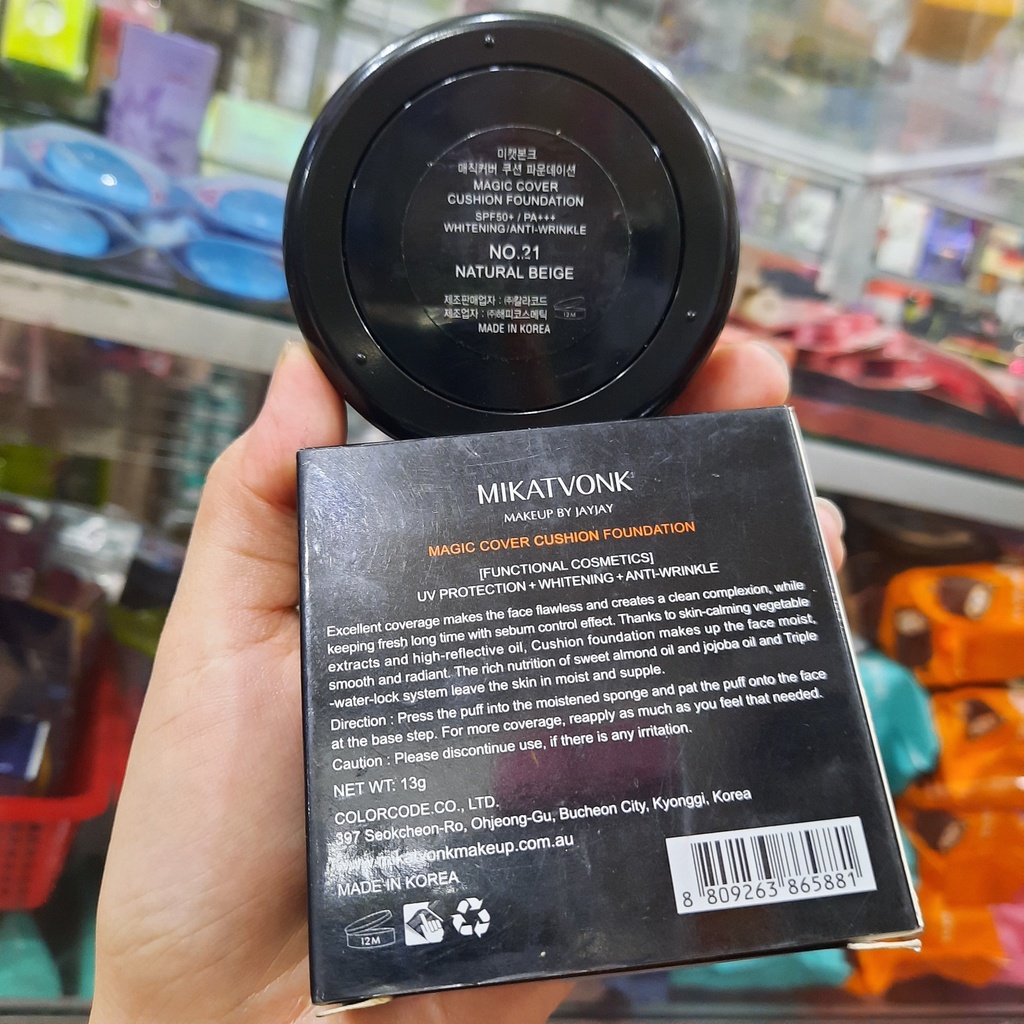 미캣본크
매직커버 쿠션 파운데이션
MAGIC COVER
CUSHION FOUNDATION
SPF50+ / PA+++
WHITENING/ANTI-WRINKLE
NO.21
NATURAL BEIGE
제조판매업자 : ㈜칼라코드
제조업자 : ㈜해피코스메틱
12M
MADE IN KOREA
MIKATVONK
MAKEUP BY JAYJAY
MAGIC COVER CUSHION FOUNDATION
[FUNCTIONAL COSMETICS]
UV PROTECTION + WHITENING + ANTI-WRINKLE
Excellent coverage makes the face flawless and creates a clean complexion, while
keeping fresh long time with sebum control effect. Thanks to skin-calming vegetable
extracts and high-reflective oil, Cushion foundation makes up the face moist,
smooth and radiant. The rich nutrition of sweet almond oil and jojoba oil and Triple
-water-lock system leave the skin in moist and supple.
Direction : Press the puff into the moistened sponge and pat the puff onto the face
at the base step. For more coverage, reapply as much as you feel that needed.
Caution : Please discontinue use, if there is any irritation.
NET WT: 13g
COLORCODE.CO., LTD.
397 Seokcheon-Ro, Ohjeong-Gu, Bucheon City, Kyonggi, Korea
www.mikatvonkmakeup.com.au
MADE IN KOREA
12M
8 809263 865881